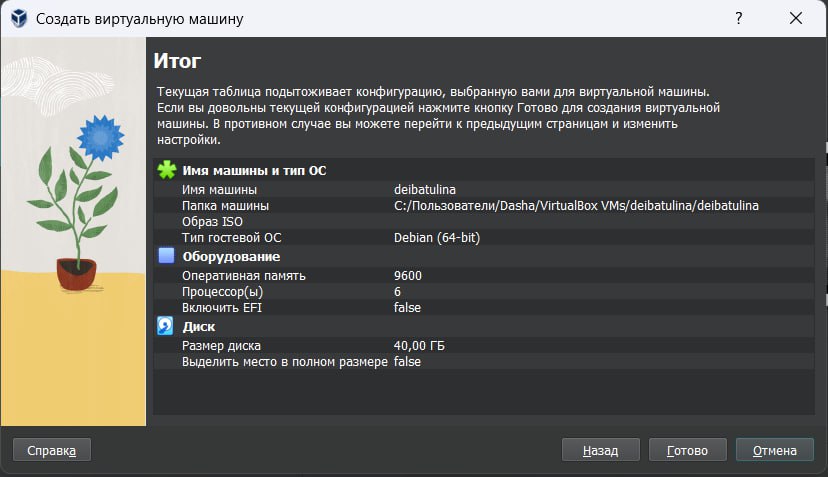 Создать виртуальную машину
?
Итог
Текущая таблица подытоживает конфигурацию, выбранную вами для виртуальной машины.
Если вы довольны текущей конфигурацией нажмите кнопку Готово для создания виртуальной
машины. В противном случае вы можете перейти к предыдущим страницам и изменить
настройки.
Имя машины и тип ОС
Имя машины deibatulina
Папка машины C:/Пользователи/Dasha/VirtualBox VMs/deibatulina/deibatulina
Образ ISO
Тип гостевой ОС Debian (64-bit)
Оборудование
Оперативная память 9600
Процессор(ы) 6
Включить EFI false
Диск
Размер диска 40,00 ГБ
Выделить место в полном размере false
Справка Назад Готово Отмена